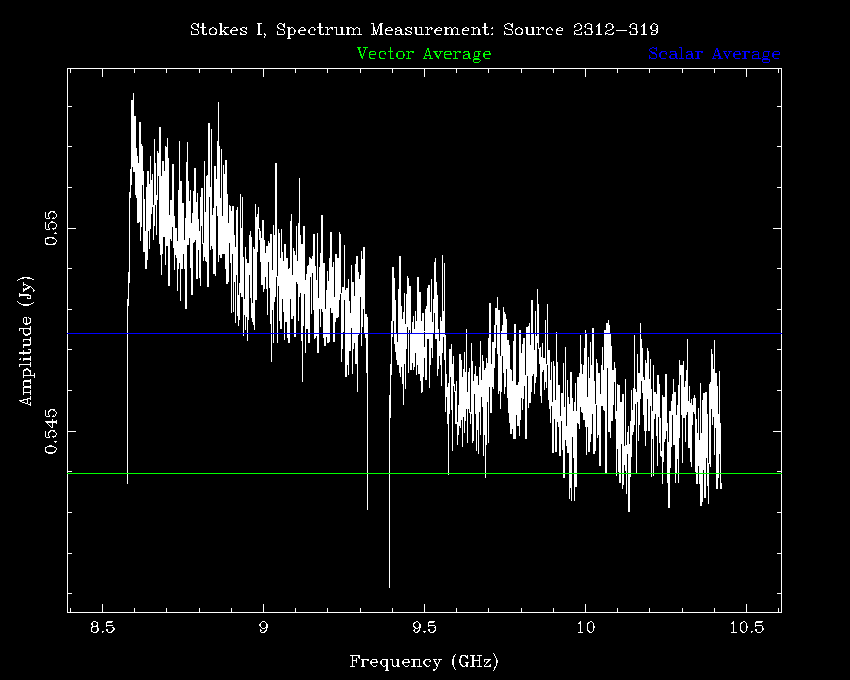 Stokes I, Spectrum Measurement: Source 2312−319
Vector Average Scalar Average
0.55
0.545
Amplitude (Jy)
8.5 9 9.5 10 10.5
Frequency (GHz)